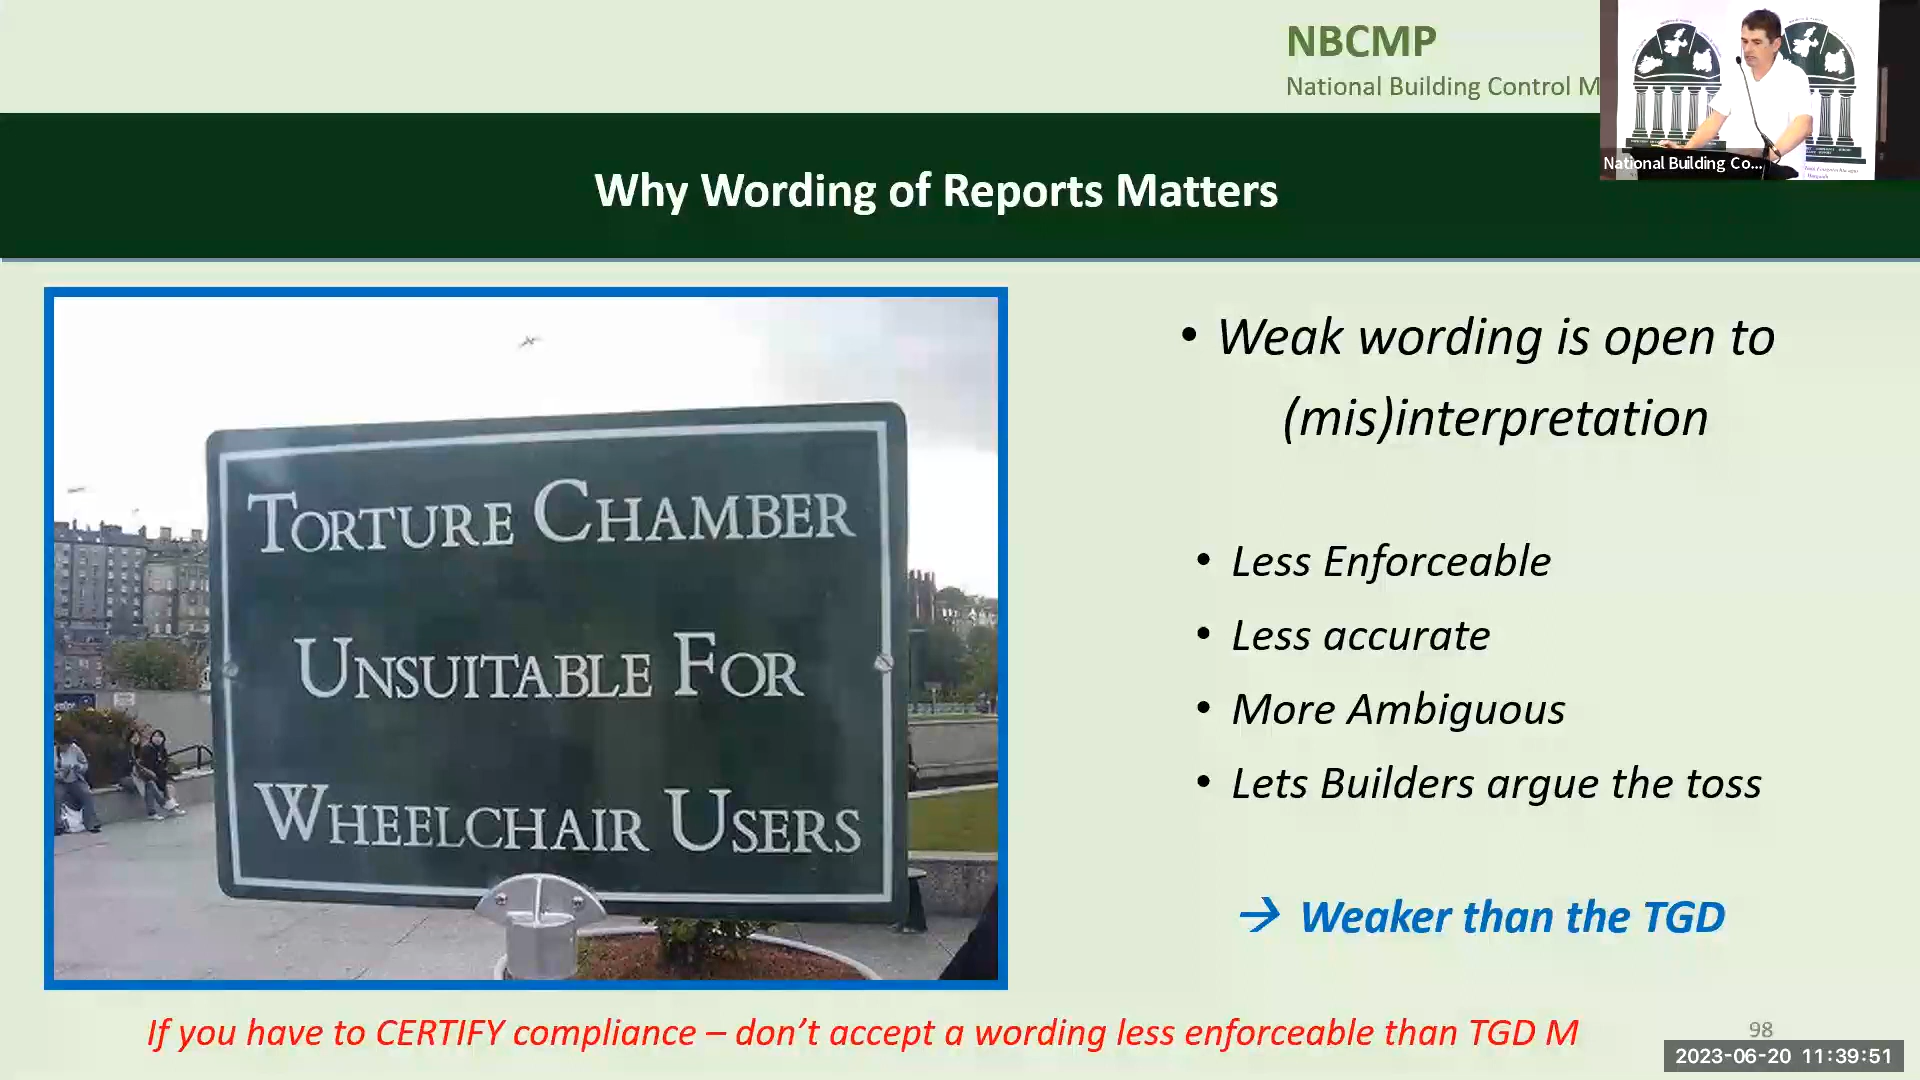 NBCMP
National Building Control M
National Building Co...
Why Wording of Reports Matters
TORTURE CHAMBER
UNSUITABLE FOR
WHEELCHAIR USERS
• Weak wording is open to
(mis)interpretation
• Less Enforceable
• Less accurate
• More Ambiguous
• Lets Builders argue the toss
→ Weaker than the TGD
If you have to CERTIFY compliance – don't accept a wording less enforceable than TGD M
98
2023-06-20 11:39:51